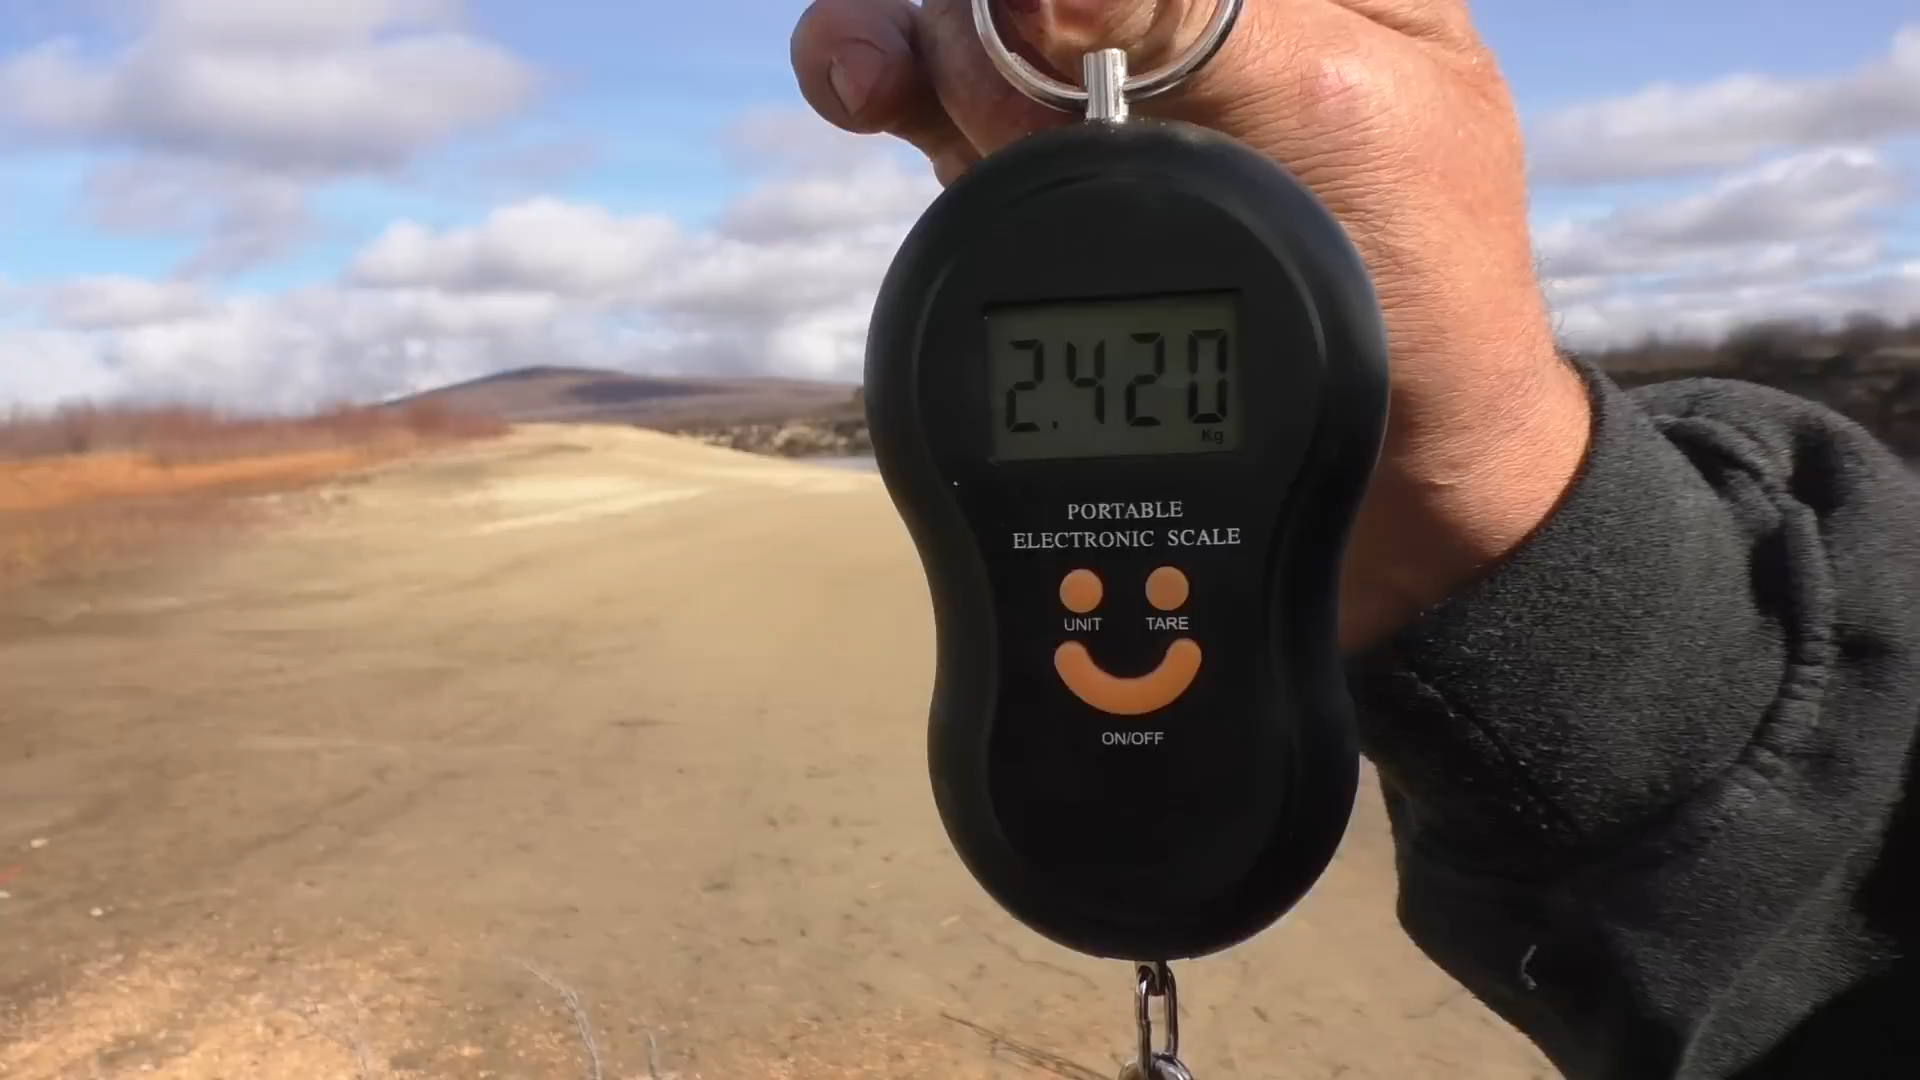 2.420
Kg
PORTABLE
ELECTRONIC SCALE
UNIT TARE
ON/OFF